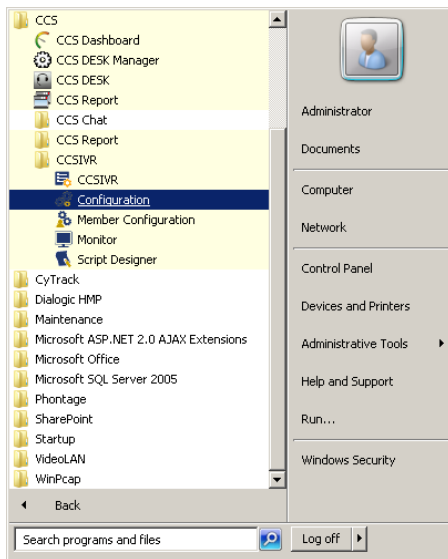 CCS
CCS Dashboard
CCS DESK Manager
CCS DESK
CCS Report
CCS Chat
CCS Report
CCSIVR
CCSIVR
Configuration
Member Configuration
Monitor
Script Designer
CyTrack
Dialogic HMP
Maintenance
Microsoft ASP.NET 2.0 AJAX Extensions
Microsoft Office
Microsoft SQL Server 2005
Phontage
SharePoint
Startup
VideoLAN
WinPcap
Back
Search programs and files
Administrator
Documents
Computer
Network
Control Panel
Devices and Printers
Administrative Tools
Help and Support
Run...
Windows Security
Log off